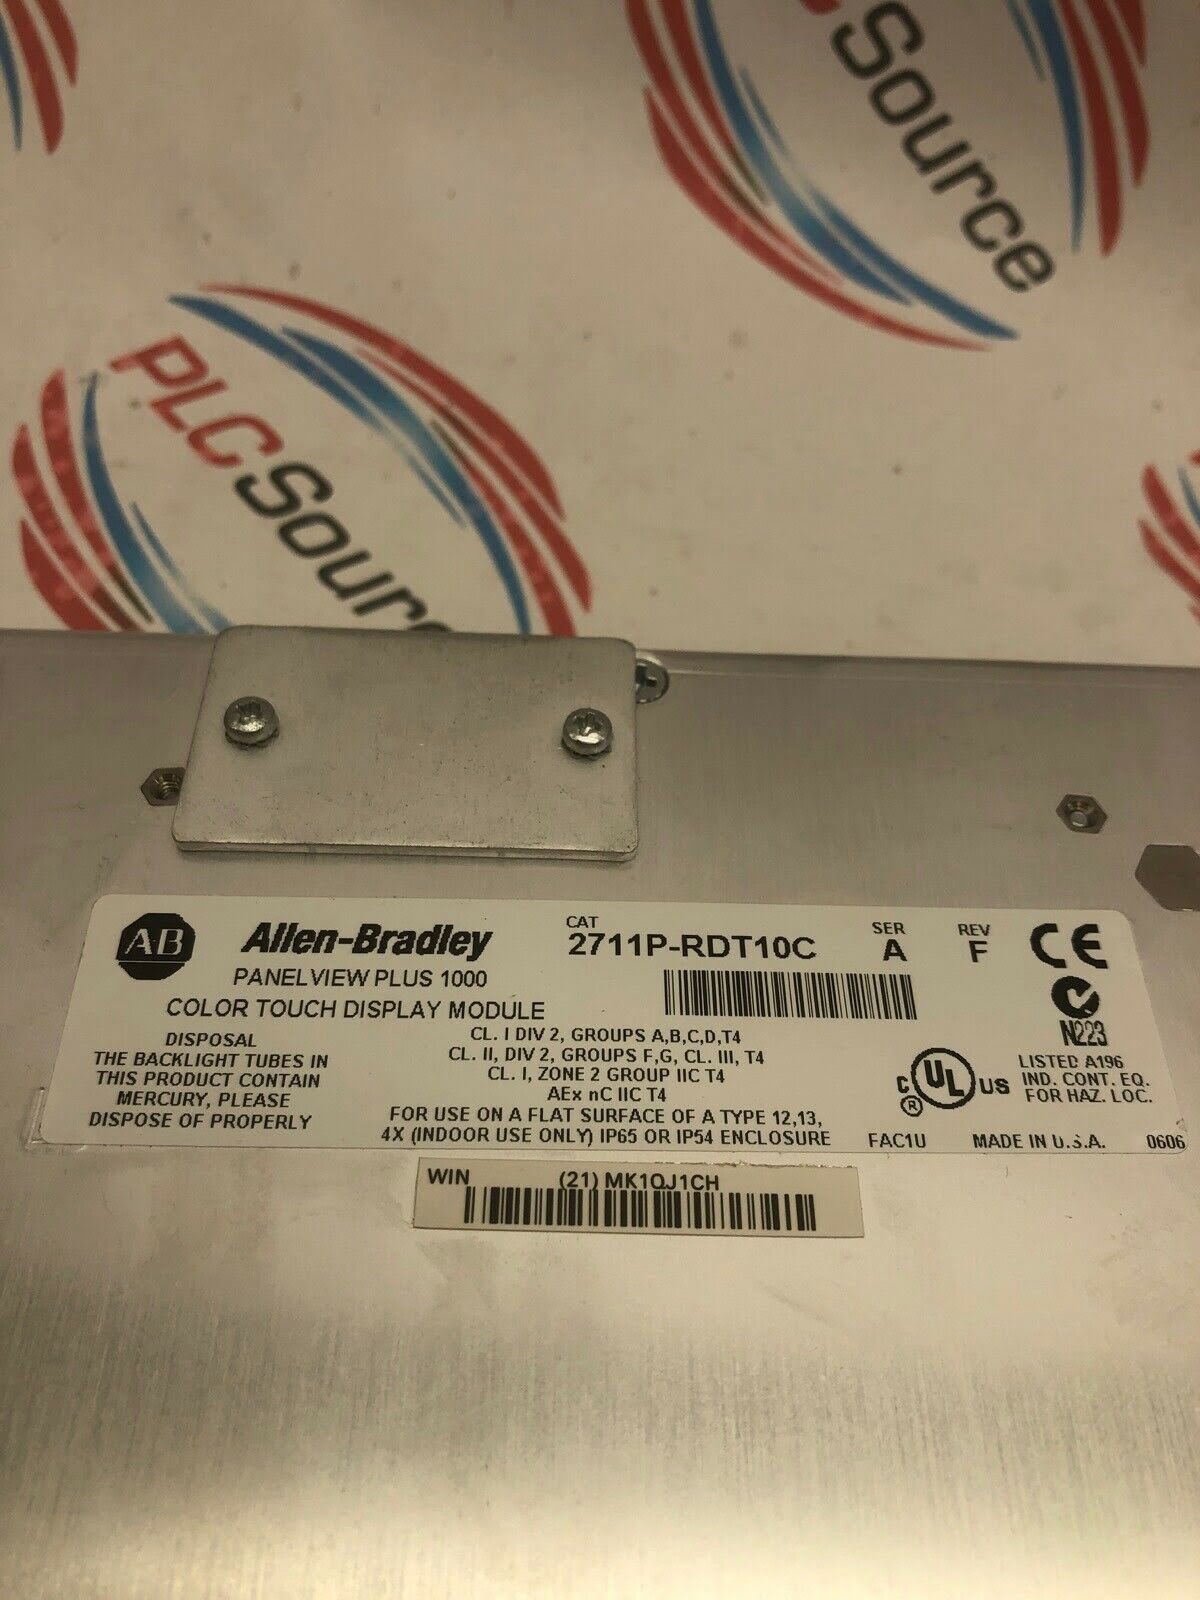 Source
PLCSource
AB Allen-Bradley
PANELVIEW PLUS 1000
COLOR TOUCH DISPLAY MODULE
CAT
2711P-RDT10C
SER
A
REV
F
CE
N223
DISPOSAL
THE BACKLIGHT TUBES IN
THIS PRODUCT CONTAIN
MERCURY, PLEASE
DISPOSE OF PROPERLY
CL. I DIV 2, GROUPS A,B,C,D,T4
CL. II, DIV 2, GROUPS F,G, CL. III, T4
CL. I, ZONE 2 GROUP IIC T4
AEx nC IIC T4
FOR USE ON A FLAT SURFACE OF A TYPE 12,13,
4X (INDOOR USE ONLY) IP65 OR IP54 ENCLOSURE
C UL US
®
LISTED A196
IND. CONT. EQ.
FOR HAZ. LOC.
FAC1U MADE IN U.S.A. 0606
WIN (21) MK1QJ1CH